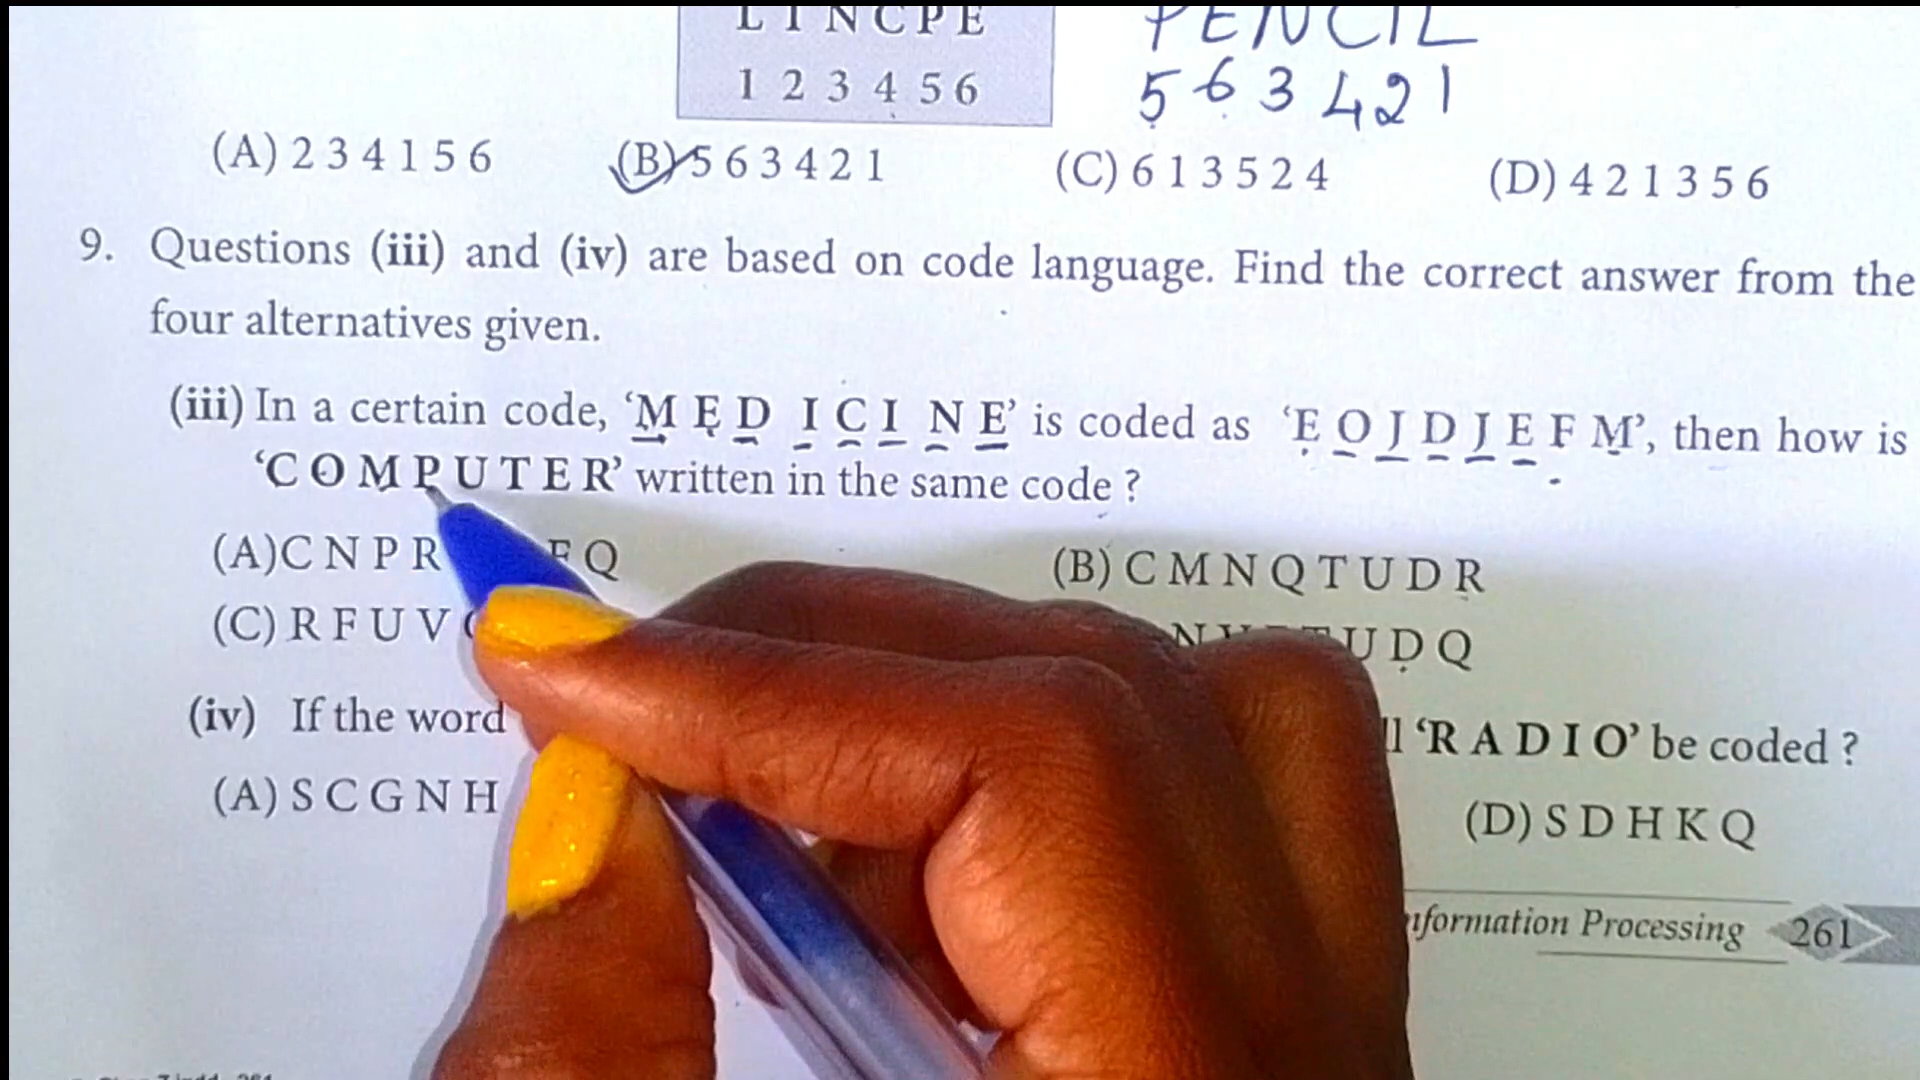 L I N C P E
PENCIL
1 2 3 4 5 6
5 6 3 4 2 1
(A) 2 3 4 1 5 6 (B) 5 6 3 4 2 1 (C) 6 1 3 5 2 4 (D) 4 2 1 3 5 6
9. Questions (iii) and (iv) are based on code language. Find the correct answer from the
four alternatives given.
(iii) In a certain code, ‘M E D I C I N E’ is coded as ‘E O J D J E F M’, then how is
‘C O M P U T E R’ written in the same code ?
(A) C N P R E Q (B) C M N Q T U D R
(C) R F U V U D Q
(iv) If the word ‘R A D I O’ be coded ?
(A) S C G N H (D) S D H K Q
Processing 261